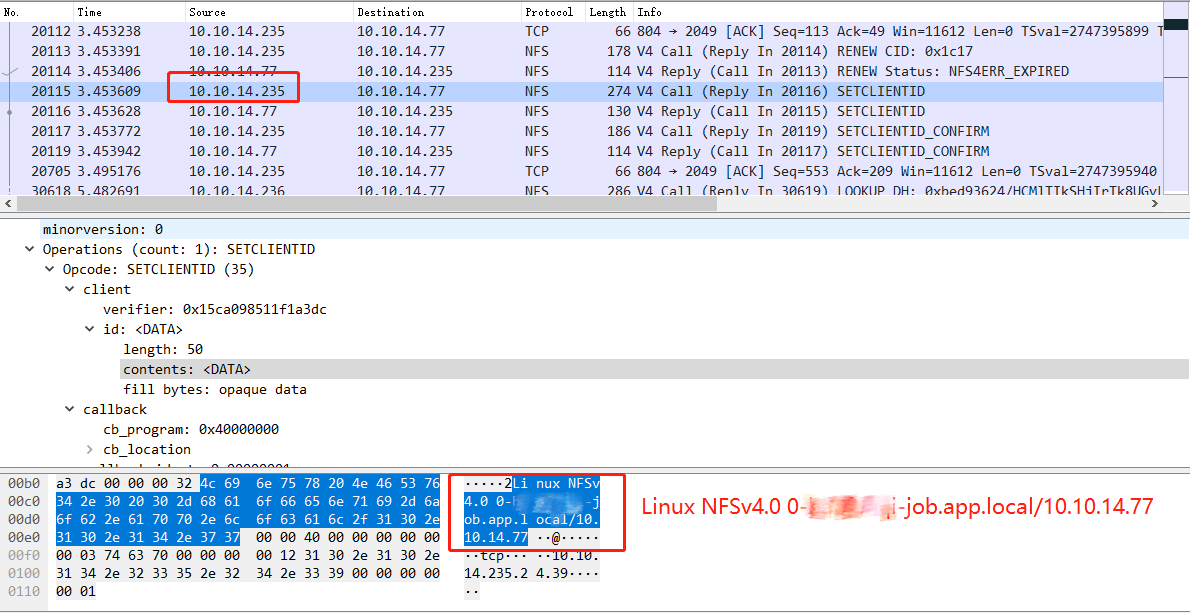 No. Time Source Destination Protocol Length Info
20112 3.453238 10.10.14.235 10.10.14.77 TCP 66 804 → 2049 [ACK] Seq=113 Ack=49 Win=11612 Len=0 TSval=2747395899 T
20113 3.453391 10.10.14.235 10.10.14.77 NFS 178 V4 Call (Reply In 20114) RENEW CID: 0x1c17
20114 3.453406 10.10.14.77 10.10.14.235 NFS 114 V4 Reply (Call In 20113) RENEW Status: NFS4ERR_EXPIRED
20115 3.453609 10.10.14.235 10.10.14.77 NFS 274 V4 Call (Reply In 20116) SETCLIENTID
20116 3.453628 10.10.14.77 10.10.14.235 NFS 130 V4 Reply (Call In 20115) SETCLIENTID
20117 3.453772 10.10.14.235 10.10.14.77 NFS 186 V4 Call (Reply In 20119) SETCLIENTID_CONFIRM
20119 3.453942 10.10.14.77 10.10.14.235 NFS 114 V4 Reply (Call In 20117) SETCLIENTID_CONFIRM
20705 3.495176 10.10.14.235 10.10.14.77 TCP 66 804 → 2049 [ACK] Seq=553 Ack=209 Win=11612 Len=0 TSval=2747395940
30618 5.482691 10.10.14.236 10.10.14.77 NFS 286 V4 Call (Reply In 30619) LOOKUP DH:
minorversion: 0
Operations (count: 1): SETCLIENTID
Opcode: SETCLIENTID (35)
client
verifier: 0x15ca098511f1a3dc
id: <DATA>
length: 50
contents: <DATA>
fill bytes: opaque data
callback
cb_program: 0x40000000
cb_location
00b0 a3 dc 00 00 00 32 4c 69 6e 75 78 20 4e 46 53 76 ·····2Li nux NFSv
00c0 34 2e 30 20 30 2d 68 61 6f 66 65 6e 71 69 2d 6a 4.0 0- -j
00d0 6f 62 2e 61 70 70 2e 6c 6f 63 61 6c 2f 31 30 2e ob.app.l ocal/10.
00e0 31 30 2e 31 34 2e 37 37 00 00 40 00 00 00 00 00 10.14.77 ··@·····
00f0 00 03 74 63 70 00 00 00 00 12 31 30 2e 31 30 2e ··tcp··· ··10.10.
0100 31 34 2e 32 33 35 2e 32 34 2e 33 39 00 00 00 00 14.235.2 4.39····
0110 00 01 ··
Linux NFSv4.0 0- i-job.app.local/10.10.14.77